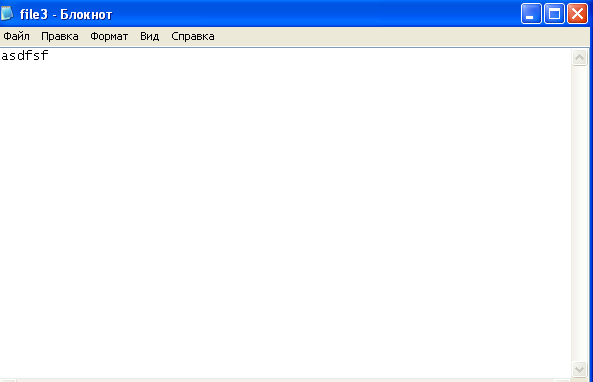 file3 - Блокнот
Файл Правка Формат Вид Справка
asdfsf